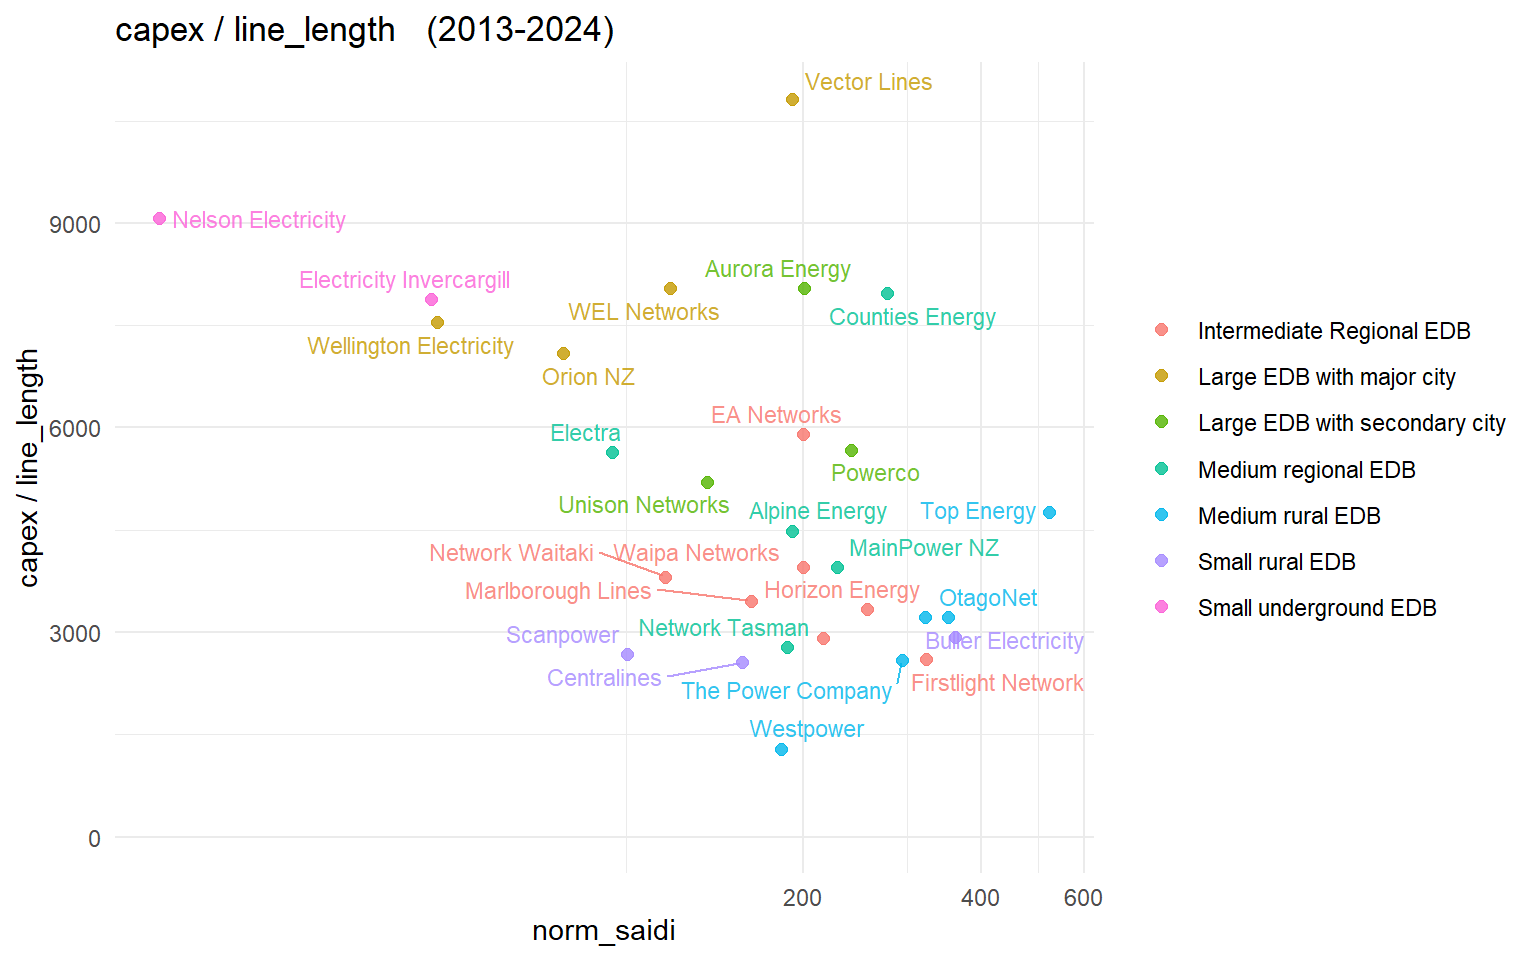 capex / line_length (2013-2024)
Vector Lines
Nelson Electricity
Electricity Invercargill
Aurora Energy
WEL Networks
Counties Energy
Wellington Electricity
Orion NZ
EA Networks
Electra
Powerco
Unison Networks
Alpine Energy
Top Energy
Network Waitaki
Waipa Networks
MainPower NZ
Marlborough Lines
Horizon Energy
OtagoNet
Scanpower
Network Tasman
Buller Electricity
Centralines
The Power Company
Firstlight Network
Westpower
9000
6000
3000
0
capex / line_length
200
400
600
norm_saidi
Intermediate Regional EDB
Large EDB with major city
Large EDB with secondary city
Medium regional EDB
Medium rural EDB
Small rural EDB
Small underground EDB